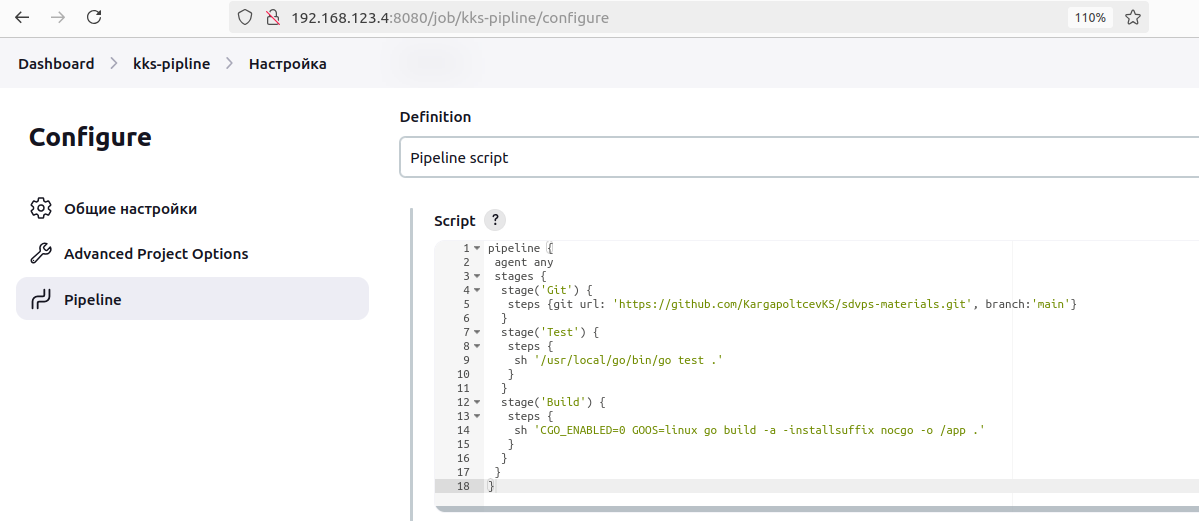 192.168.123.4:8080/job/kks-pipline/configure
110%
Dashboard > kks-pipline > Настройка
Configure
Общие настройки
Advanced Project Options
Pipeline
Definition
Pipeline script
Script ?
1 pipeline {
2 agent any
3 stages {
4 stage('Git') {
5 steps {git url: 'https://github.com/KargapoltcevKS/sdvps-materials.git', branch:'main'}
6 }
7 stage('Test') {
8 steps {
9 sh '/usr/local/go/bin/go test .'
10 }
11 }
12 stage('Build') {
13 steps {
14 sh 'CGO_ENABLED=0 GOOS=linux go build -a -installsuffix nocgo -o /app .'
15 }
16 }
17 }
18 }